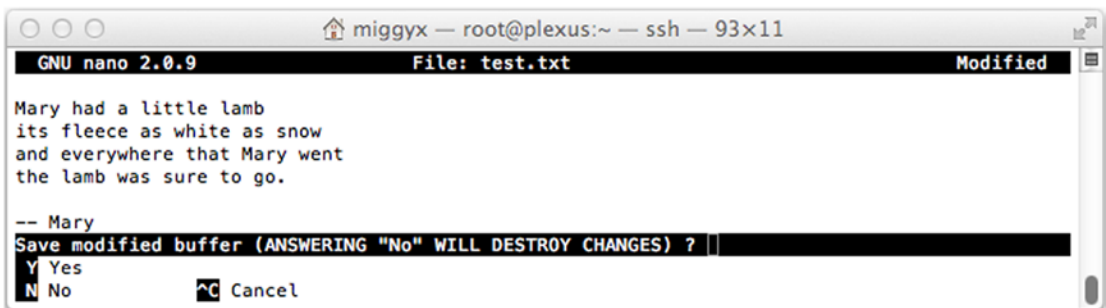 miggyx — root@plexus:~ — ssh — 93×11
GNU nano 2.0.9 File: test.txt Modified
Mary had a little lamb
its fleece as white as snow
and everywhere that Mary went
the lamb was sure to go.
-- Mary
Save modified buffer (ANSWERING "No" WILL DESTROY CHANGES) ?
Y Yes
N No ^C Cancel